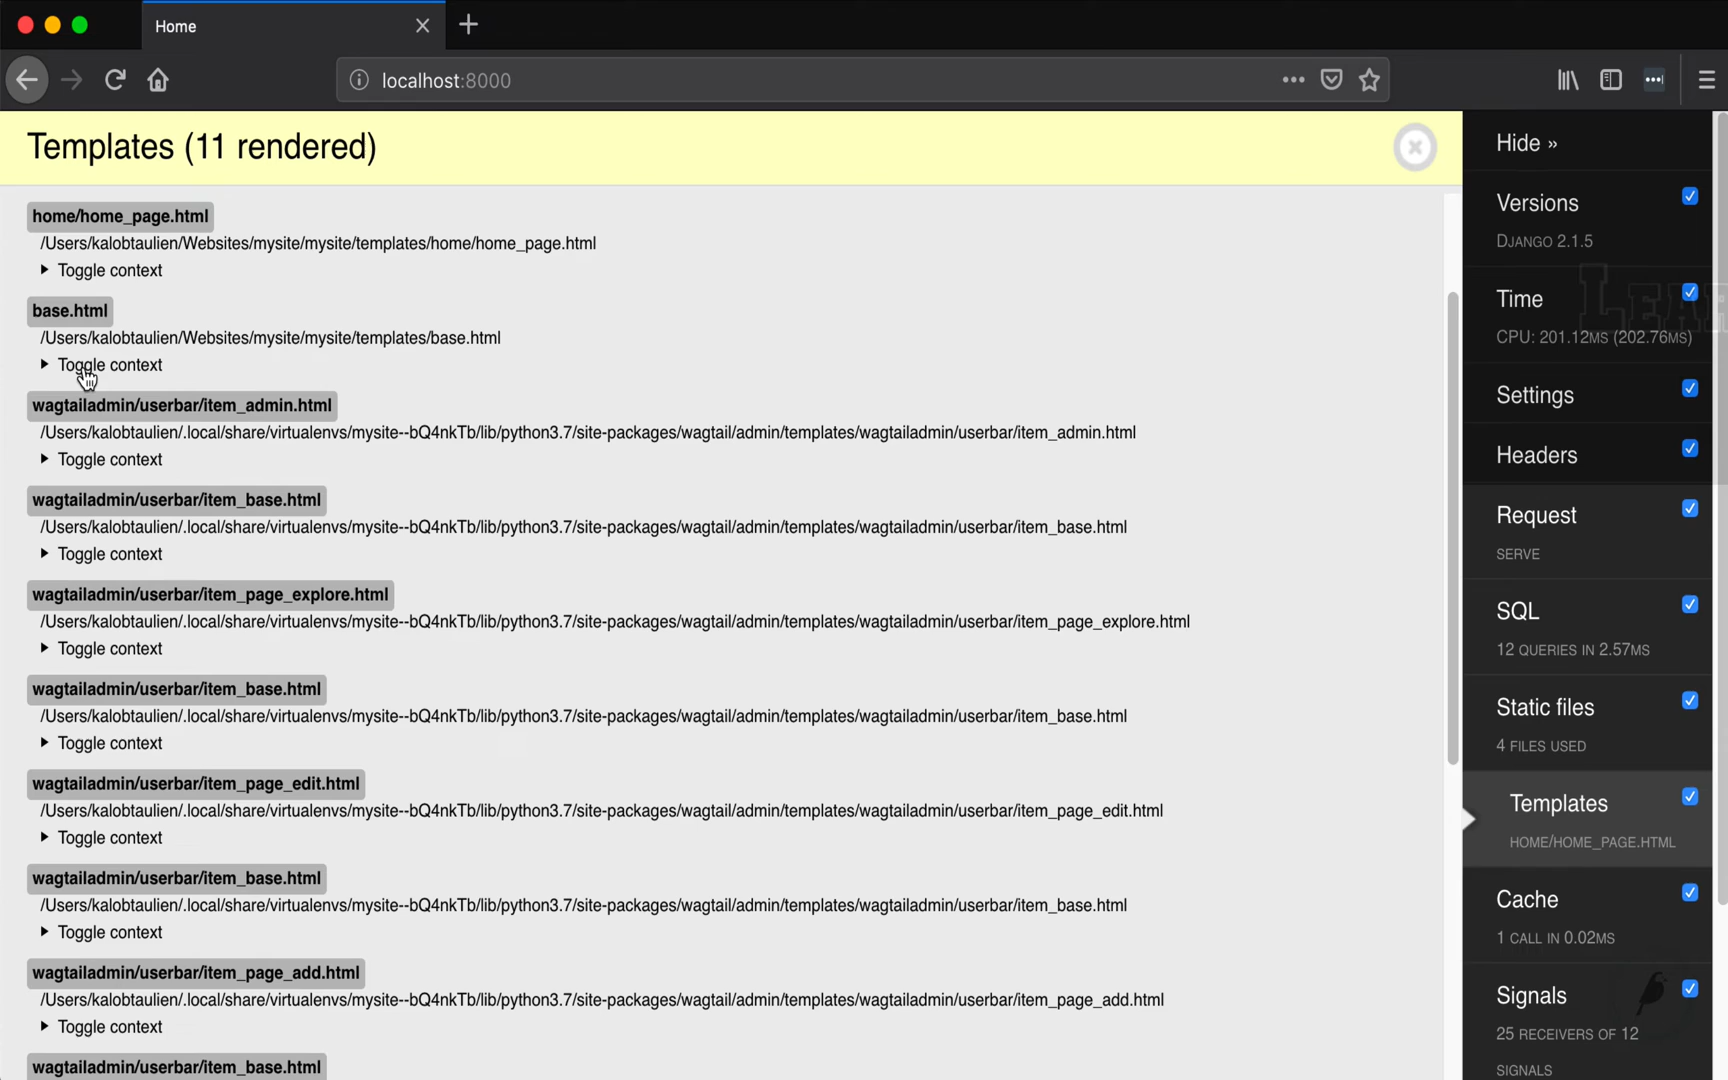 Home
localhost:8000
Templates (11 rendered)
home/home_page.html
/Users/kalobtaulien/Websites/mysite/mysite/templates/home/home_page.html
Toggle context
base.html
/Users/kalobtaulien/Websites/mysite/mysite/templates/base.html
Toggle context
wagtailadmin/userbar/item_admin.html
/Users/kalobtaulien/.local/share/virtualenvs/mysite--bQ4nkTb/lib/python3.7/site-packages/wagtail/admin/templates/wagtailadmin/userbar/item_admin.html
Toggle context
wagtailadmin/userbar/item_base.html
/Users/kalobtaulien/.local/share/virtualenvs/mysite--bQ4nkTb/lib/python3.7/site-packages/wagtail/admin/templates/wagtailadmin/userbar/item_base.html
Toggle context
wagtailadmin/userbar/item_page_explore.html
/Users/kalobtaulien/.local/share/virtualenvs/mysite--bQ4nkTb/lib/python3.7/site-packages/wagtail/admin/templates/wagtailadmin/userbar/item_page_explore.html
Toggle context
wagtailadmin/userbar/item_base.html
/Users/kalobtaulien/.local/share/virtualenvs/mysite--bQ4nkTb/lib/python3.7/site-packages/wagtail/admin/templates/wagtailadmin/userbar/item_base.html
Toggle context
wagtailadmin/userbar/item_page_edit.html
/Users/kalobtaulien/.local/share/virtualenvs/mysite--bQ4nkTb/lib/python3.7/site-packages/wagtail/admin/templates/wagtailadmin/userbar/item_page_edit.html
Toggle context
wagtailadmin/userbar/item_base.html
/Users/kalobtaulien/.local/share/virtualenvs/mysite--bQ4nkTb/lib/python3.7/site-packages/wagtail/admin/templates/wagtailadmin/userbar/item_base.html
Toggle context
wagtailadmin/userbar/item_page_add.html
/Users/kalobtaulien/.local/share/virtualenvs/mysite--bQ4nkTb/lib/python3.7/site-packages/wagtail/admin/templates/wagtailadmin/userbar/item_page_add.html
Toggle context
wagtailadmin/userbar/item_base.html
Hide »
Versions
DJANGO 2.1.5
Time
CPU: 201.12MS (202.76MS)
Settings
Headers
Request
SERVE
SQL
12 QUERIES IN 2.57MS
Static files
4 FILES USED
Templates
HOME/HOME_PAGE.HTML
Cache
1 CALL IN 0.02MS
Signals
25 RECEIVERS OF 12
SIGNALS